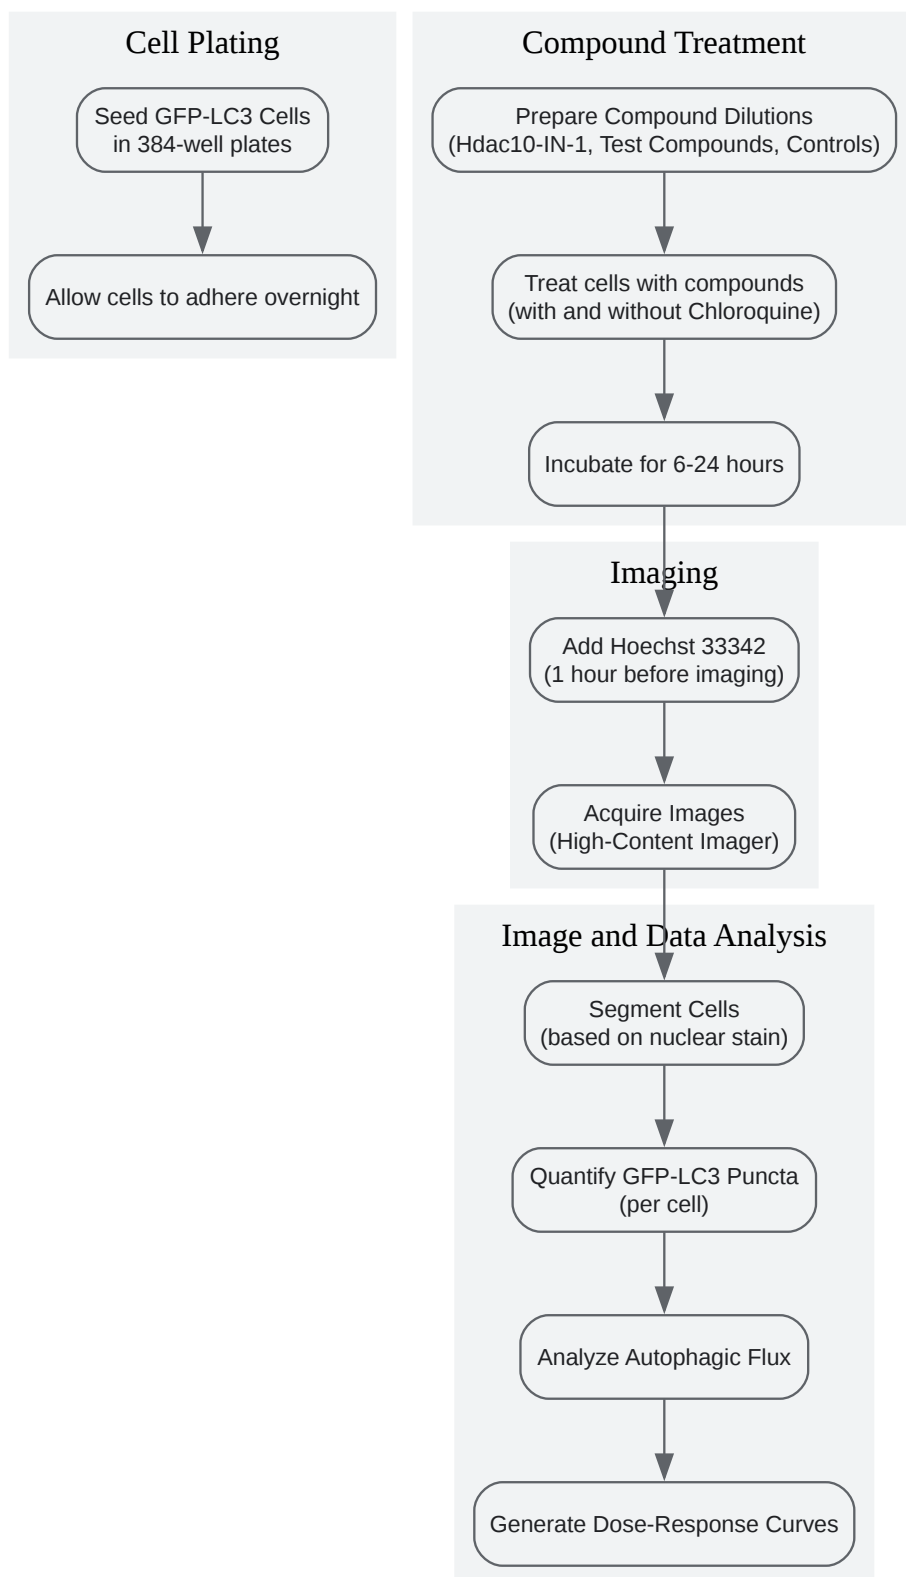 Cell Plating
Seed GFP-LC3 Cells
in 384-well plates
Allow cells to adhere overnight
Compound Treatment
Prepare Compound Dilutions
(Hdac10-IN-1, Test Compounds, Controls)
Treat cells with compounds
(with and without Chloroquine)
Incubate for 6-24 hours
Imaging
Add Hoechst 33342
(1 hour before imaging)
Acquire Images
(High-Content Imager)
Image and Data Analysis
Segment Cells
(based on nuclear stain)
Quantify GFP-LC3 Puncta
(per cell)
Analyze Autophagic Flux
Generate Dose-Response Curves